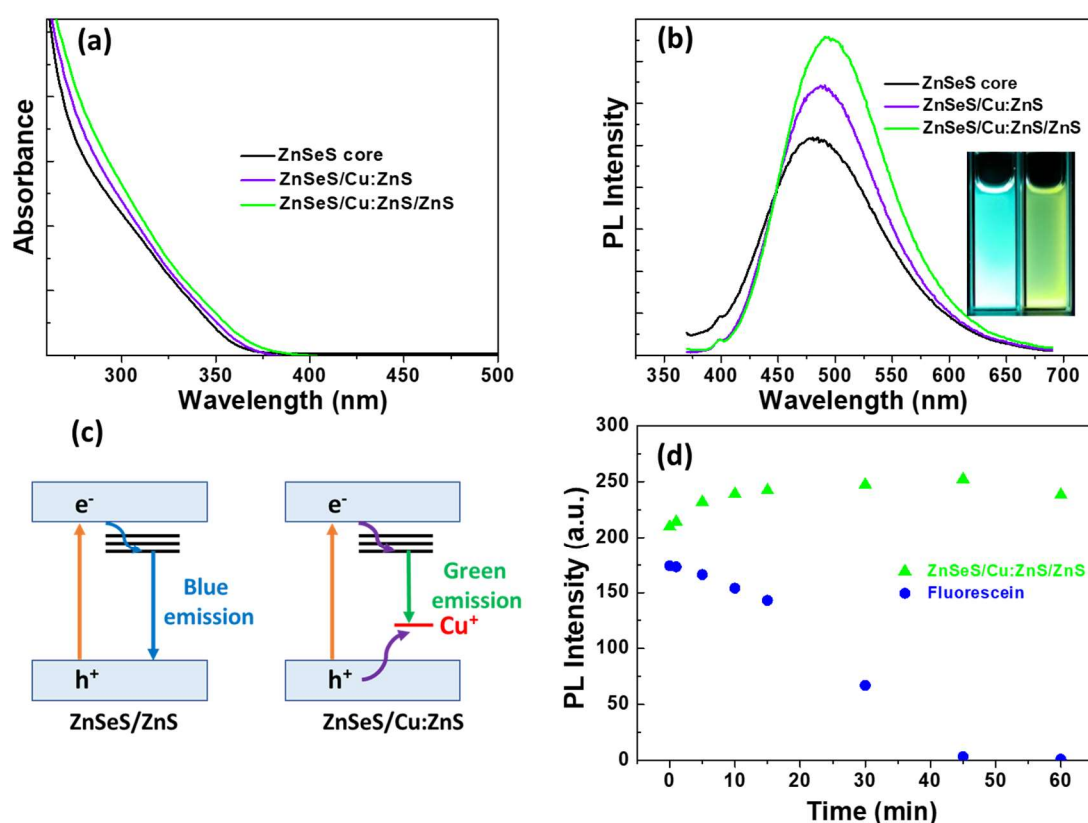 (a)
Absorbance
ZnSeS core
ZnSeS/Cu:ZnS
ZnSeS/Cu:ZnS/ZnS
300 350 400 450 500
Wavelength (nm)
(b)
PL Intensity
ZnSeS core
ZnSeS/Cu:ZnS
ZnSeS/Cu:ZnS/ZnS
350 400 450 500 550 600 650 700
Wavelength (nm)
(c)
e-
Blue
emission
h+
ZnSeS/ZnS
e-
Green
emission
Cu+
h+
ZnSeS/Cu:ZnS
(d)
PL Intensity (a.u.)
300
250
200
150
100
50
0
ZnSeS/Cu:ZnS/ZnS
Fluorescein
0 10 20 30 40 50 60
Time (min)